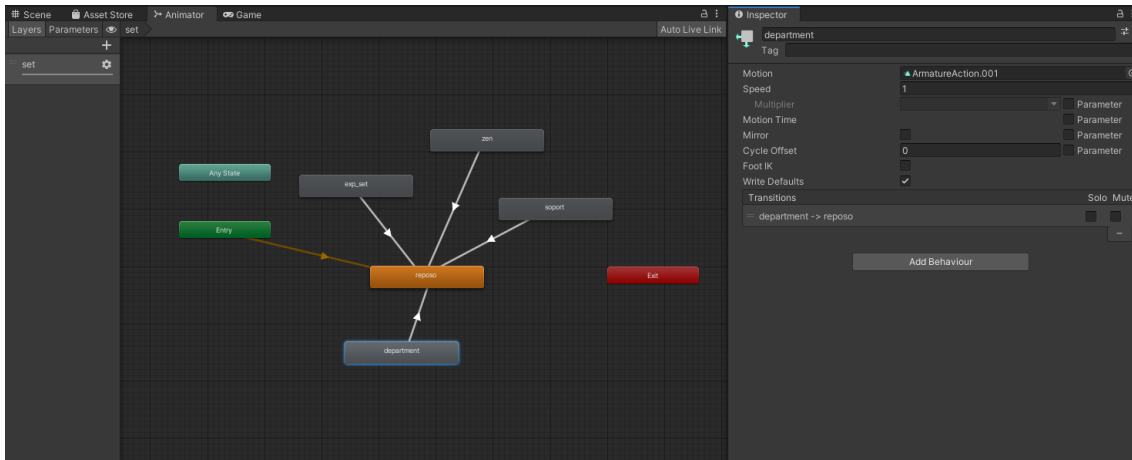 Scene Asset Store Animator Game
Layers Parameters set Auto Live Link
set
Any State
Entry
exp_set
zen
soport
reposo
Exit
department
Inspector
department
Tag
Motion ArmatureAction.001
Speed 1
Multiplier Parameter
Motion Time Parameter
Mirror Parameter
Cycle Offset 0 Parameter
Foot IK
Write Defaults
Transitions Solo Mute
department -> reposo
Add Behaviour